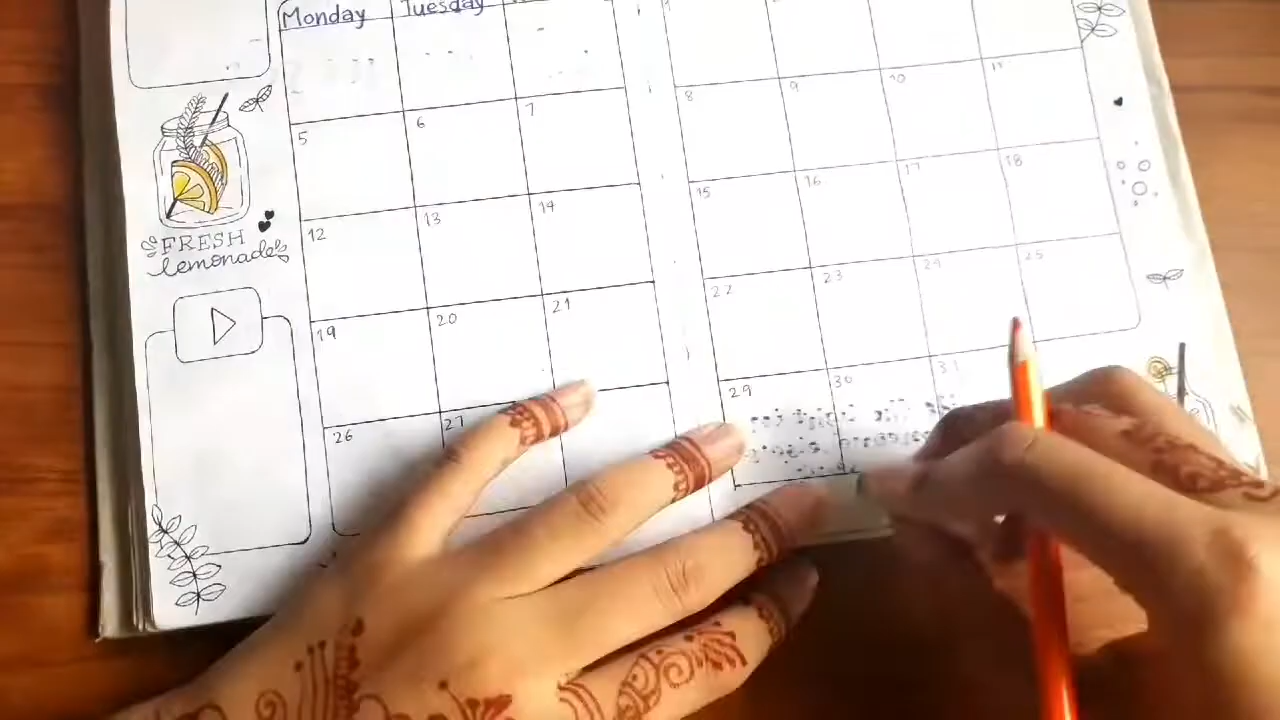 Monday Tuesday
8 9 10 11
5 6 7
15 16 17 18
FRESH
lemonade
12 13 14
22 23 24 25
19 20 21
29 30 31
26 27